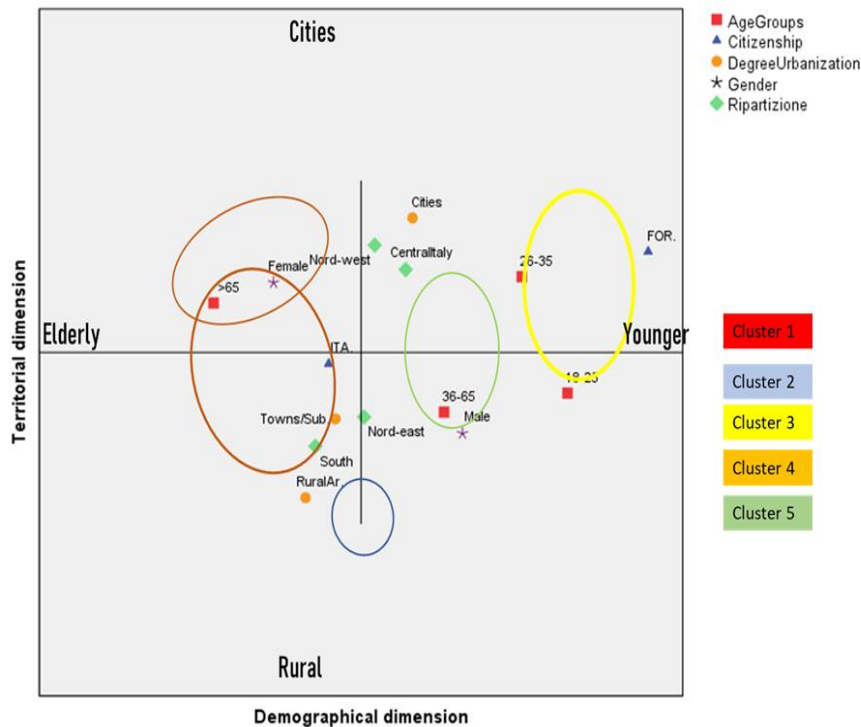 Cities
AgeGroups
Citizenship
DegreeUrbanization
Gender
Ripartizione
Cities
FOR.
Nord-west
CentralItaly
Female
26-35
>65
Elderly
Younger
Cluster 1
ITA.
Cluster 2
18-25
36-65
Cluster 3
Towns/Sub
Male
Nord-east
South
Cluster 4
RuralAr.
Cluster 5
Rural
Territorial dimension
Demographical dimension